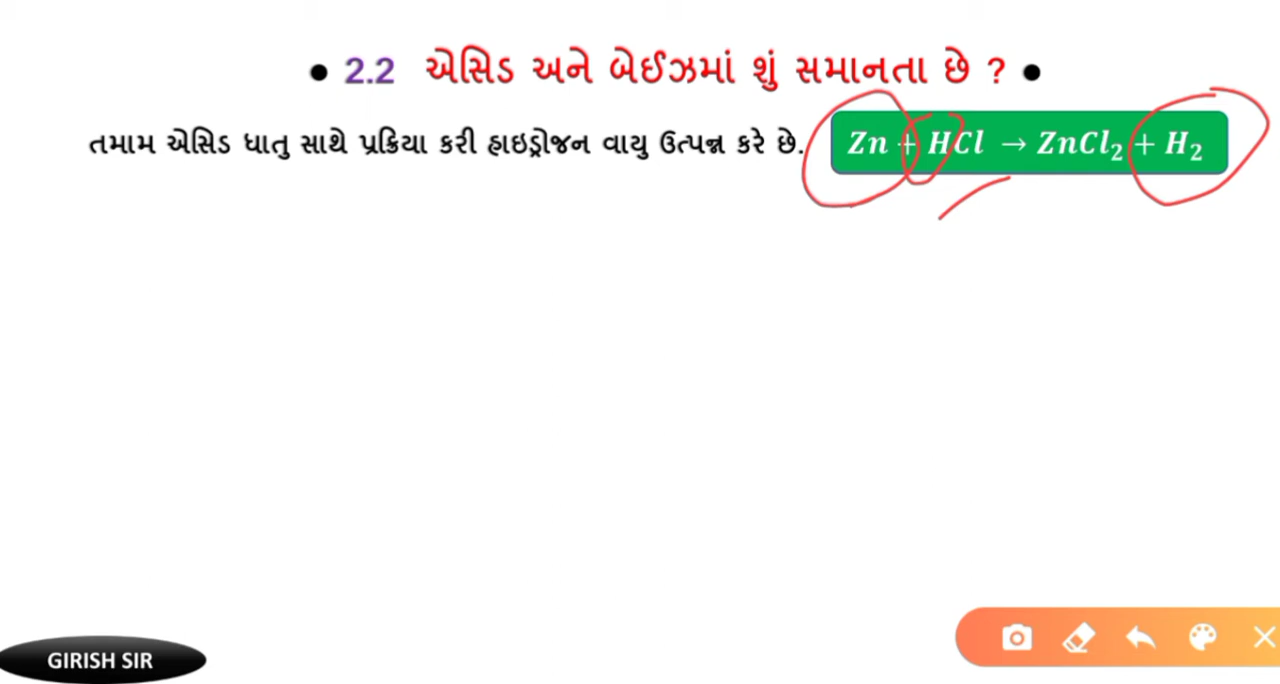 ● 2.2 એસિડ અને બેઈઝમાં શું સમાનતા છે ? ●
તમામ એસિડ ધાતુ સાથે પ્રક્રિયા કરી હાઇડ્રોજન વાયુ ઉત્પન્ન કરે છે. Zn + HCl → ZnCl₂ + H₂
GIRISH SIR